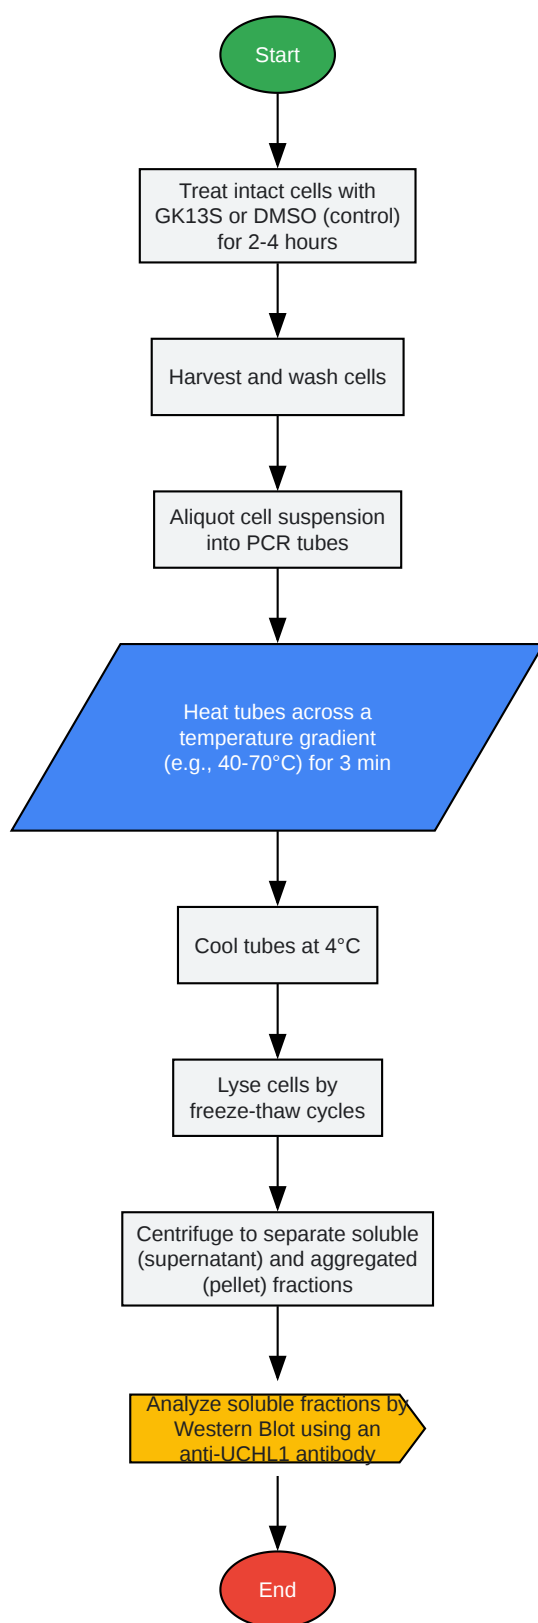 Start
Treat intact cells with
GK13S or DMSO (control)
for 2-4 hours
Harvest and wash cells
Aliquot cell suspension
into PCR tubes
Heat tubes across a
temperature gradient
(e.g., 40-70°C) for 3 min
Cool tubes at 4°C
Lyse cells by
freeze-thaw cycles
Centrifuge to separate soluble
(supernatant) and aggregated
(pellet) fractions
Analyze soluble fractions by
Western Blot using an
anti-UCHL1 antibody
End